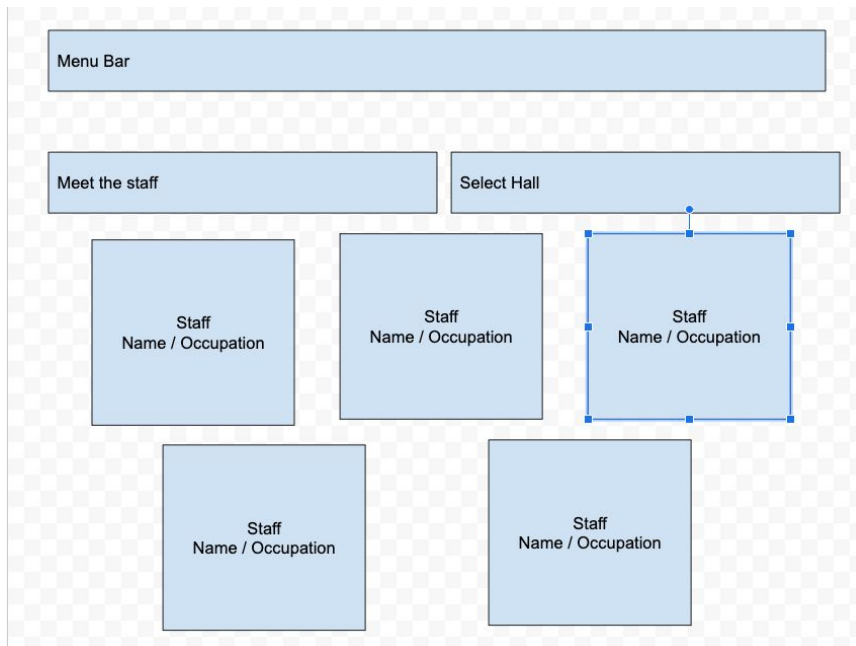 Menu Bar
Meet the staff
Select Hall
Staff
Name / Occupation
Staff
Name / Occupation
Staff
Name / Occupation
Staff
Name / Occupation
Staff
Name / Occupation